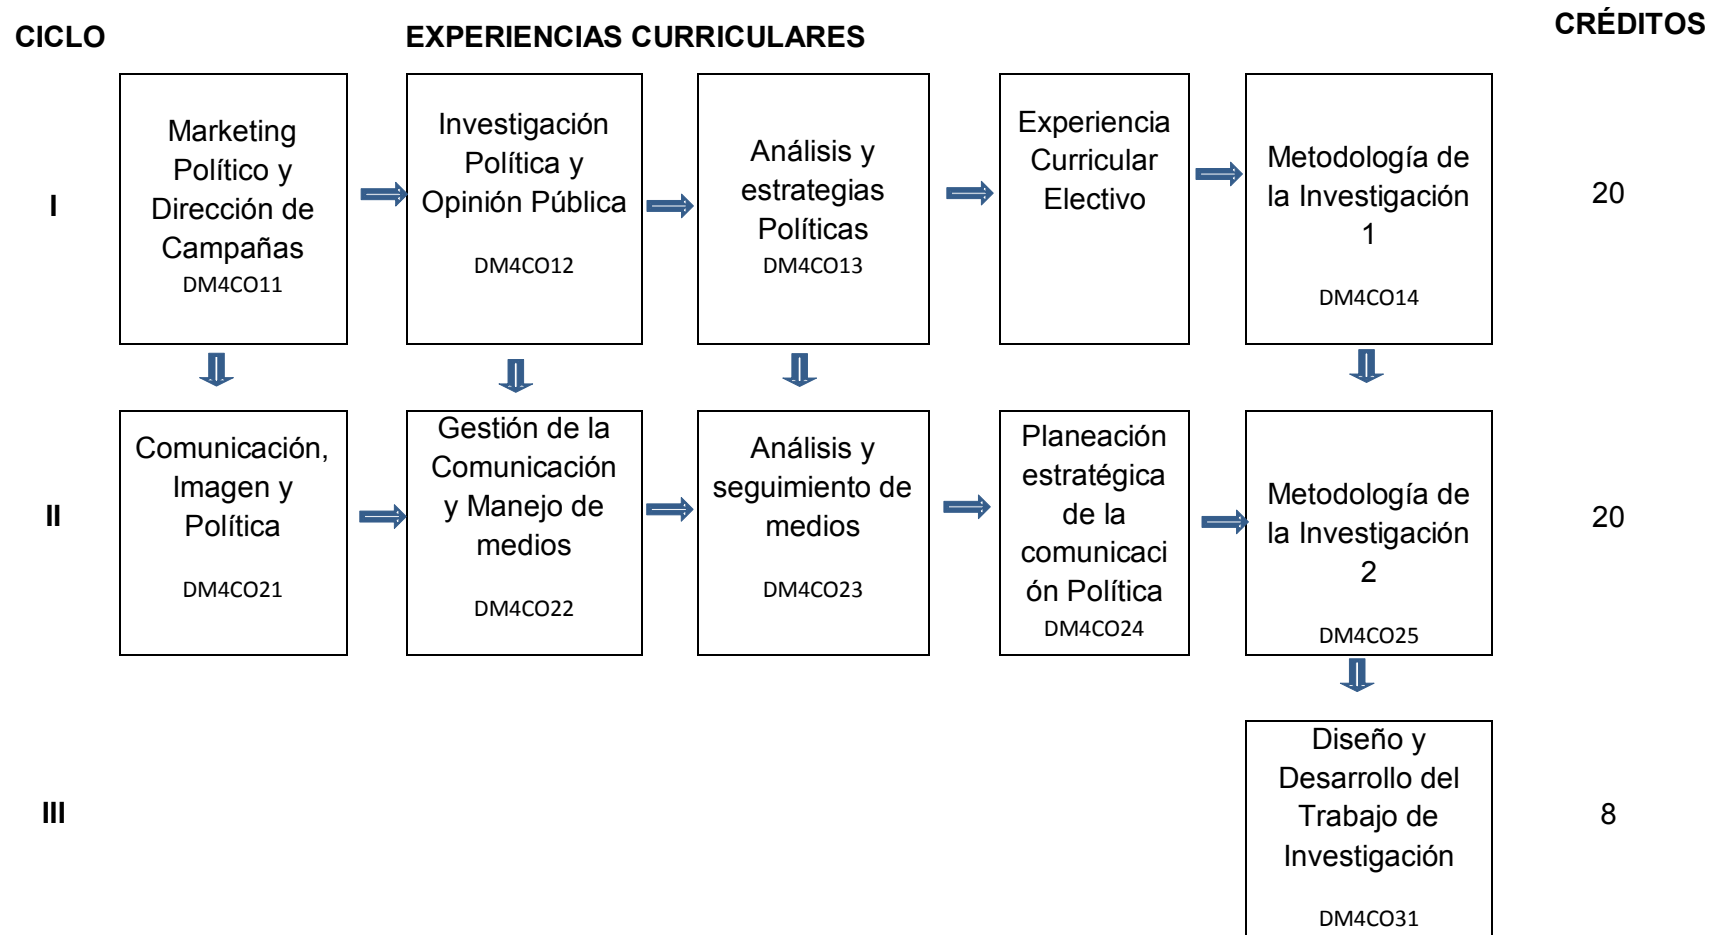 CICLO
EXPERIENCIAS CURRICULARES
CRÉDITOS
I
Marketing
Político y
Dirección de
Campañas
DM4CO11
Investigación
Política y
Opinión Pública
DM4CO12
Análisis y
estrategias
Políticas
DM4CO13
Experiencia
Curricular
Electivo
Metodología de
la Investigación
1
DM4CO14
20
II
Comunicación,
Imagen y
Política
DM4CO21
Gestión de la
Comunicación
y Manejo de
medios
DM4CO22
Análisis y
seguimiento de
medios
DM4CO23
Planeación
estratégica
de la
comunicaci
ón Política
DM4CO24
Metodología de
la Investigación
2
DM4CO25
20
III
Diseño y
Desarrollo del
Trabajo de
Investigación
DM4CO31
8